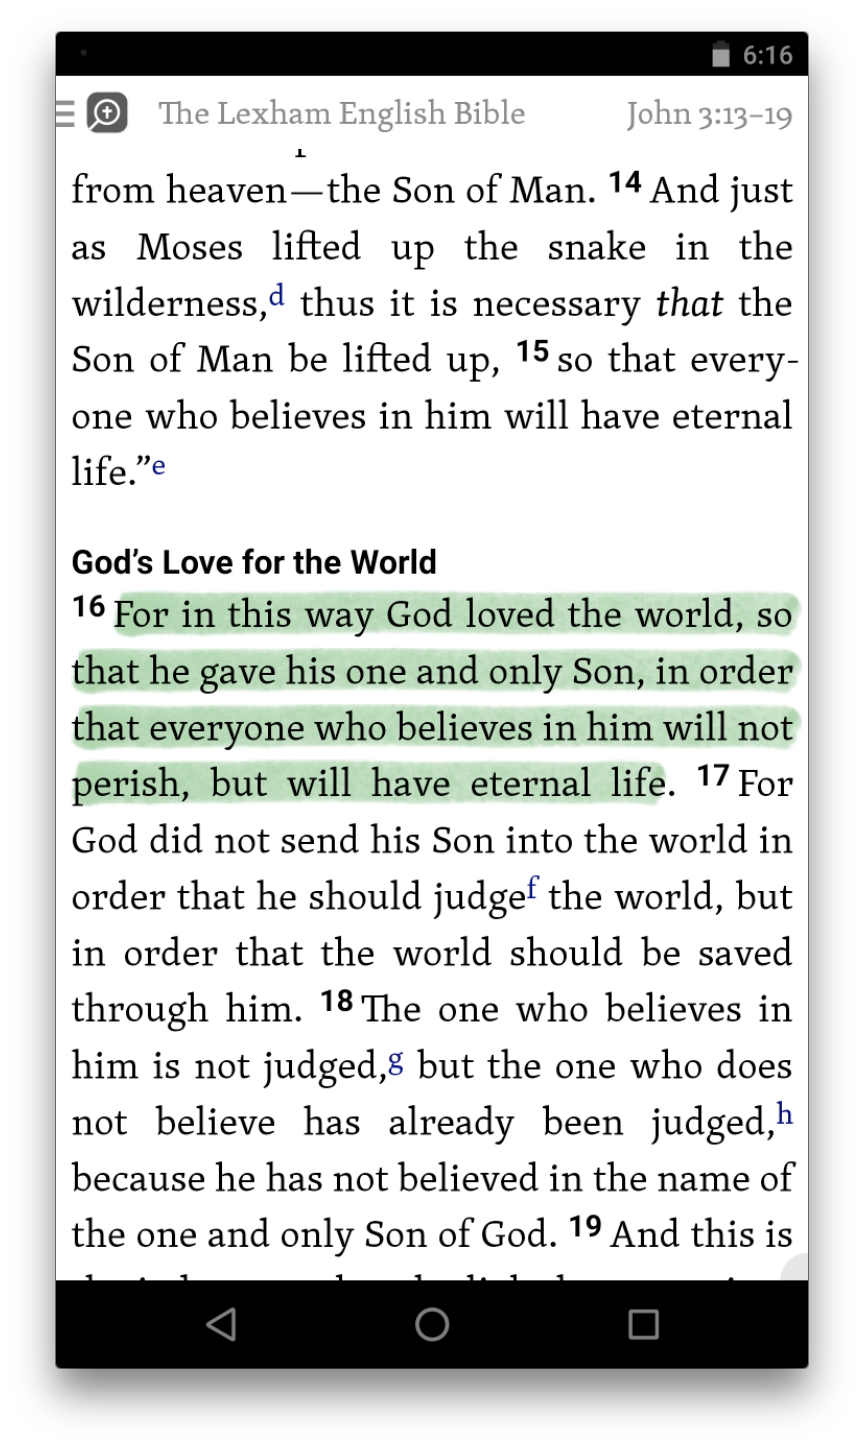 6:16
The Lexham English Bible John 3:13–19
from heaven—the Son of Man. 14 And just
as Moses lifted up the snake in the
wilderness,d thus it is necessary that the
Son of Man be lifted up, 15 so that every-
one who believes in him will have eternal
life.”e
God’s Love for the World
16 For in this way God loved the world, so
that he gave his one and only Son, in order
that everyone who believes in him will not
perish, but will have eternal life. 17 For
God did not send his Son into the world in
order that he should judgef the world, but
in order that the world should be saved
through him. 18 The one who believes in
him is not judged,g but the one who does
not believe has already been judged,h
because he has not believed in the name of
the one and only Son of God. 19 And this is